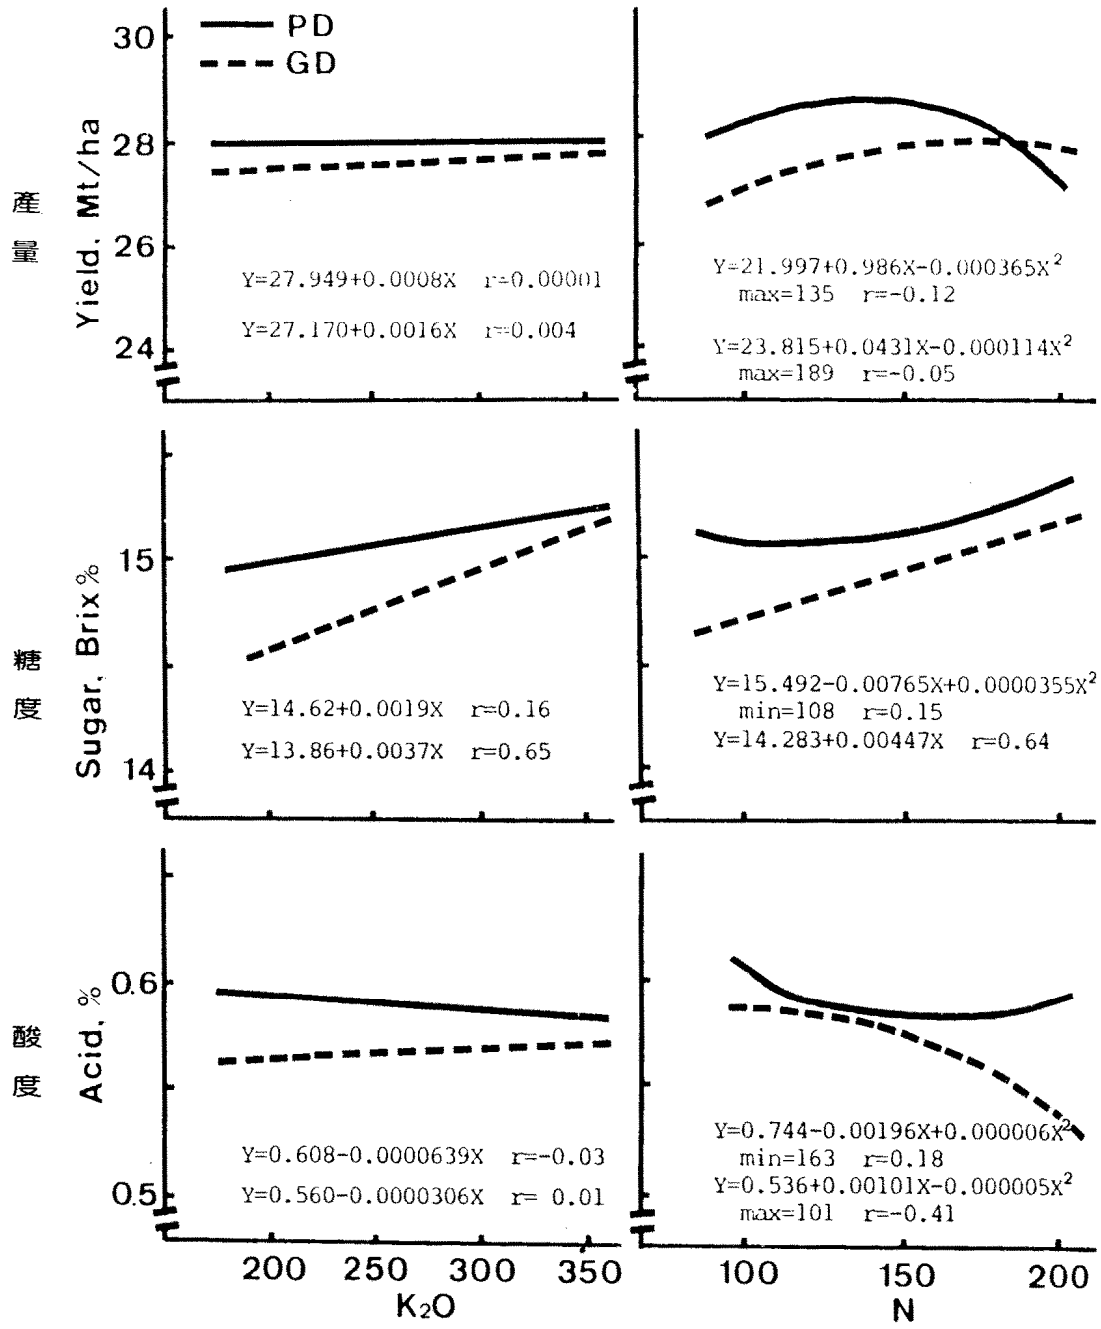 PD
GD
產量
Yield. Mt/ha
30
28
26
24
Y=27.949+0.0008X r=0.00001
Y=27.170+0.0016X r=0.004
Y=21.997+0.986X-0.000365X²
max=135 r=-0.12
Y=23.815+0.0431X-0.000114X²
max=189 r=-0.05
糖度
Sugar. Brix%
15
14
Y=14.62+0.0019X r=0.16
Y=13.86+0.0037X r=0.65
Y=15.492-0.00765X+0.0000355X²
min=108 r=0.15
Y=14.283+0.00447X r=0.64
酸度
Acid. %
0.6
0.5
Y=0.608-0.0000639X r=-0.03
Y=0.560-0.0000306X r= 0.01
Y=0.744-0.00196X+0.000006X²
min=163 r=0.18
Y=0.536+0.00101X-0.000005X²
max=101 r=-0.41
200 250 300 350
K₂O
100 150 200
N